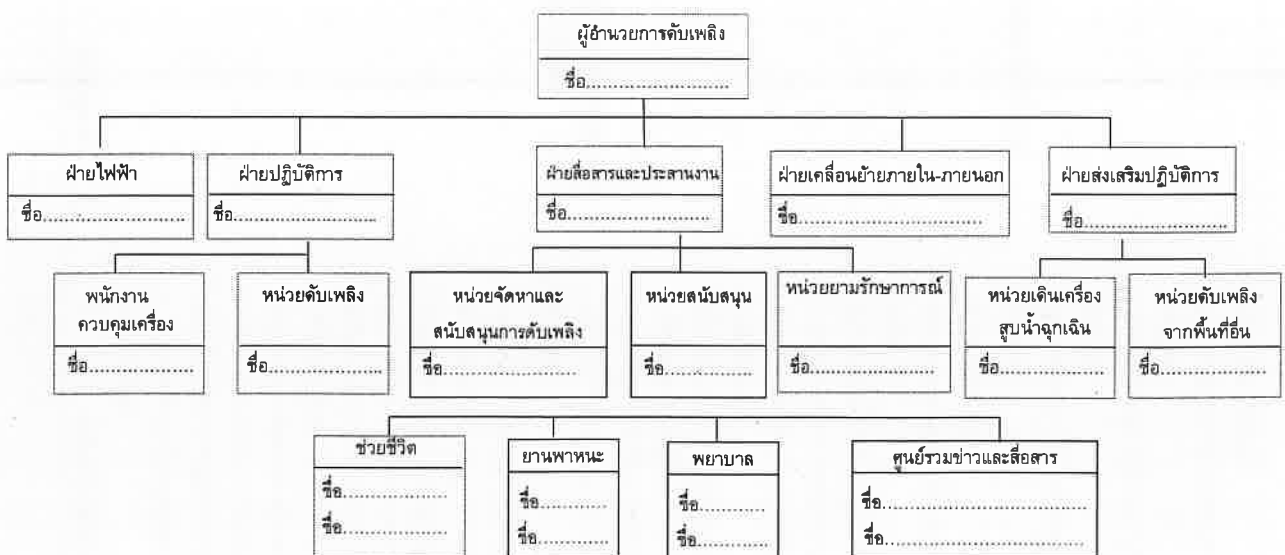 ผู้อำนวยการดับเพลิง
ชื่อ........................
ฝ่ายไฟฟ้า
ชื่อ........................
ฝ่ายปฏิบัติการ
ชื่อ........................
ฝ่ายสื่อสารและประสานงาน
ชื่อ........................
ฝ่ายเคลื่อนย้ายภายใน-ภายนอก
ชื่อ................................
ฝ่ายส่งเสริมปฏิบัติการ
ชื่อ........................
พนักงาน
ควบคุมเครื่อง
ชื่อ..................
หน่วยดับเพลิง
ชื่อ........................
หน่วยจัดหาและ
สนับสนุนการดับเพลิง
ชื่อ.......................
หน่วยสนับสนุน
ชื่อ...................
หน่วยยามรักษาการณ์
ชื่อ.....................
หน่วยเดินเครื่อง
สูบน้ำฉุกเฉิน
ชื่อ..................
หน่วยดับเพลิง
จากพื้นที่อื่น
ชื่อ...................
ช่วยชีวิต
ชื่อ..................
ชื่อ..................
ยานพาหนะ
ชื่อ..............
ชื่อ..............
พยาบาล
ชื่อ..............
ชื่อ..............
ศูนย์รวมข่าวและสื่อสาร
ชื่อ..................................
ชื่อ..................................